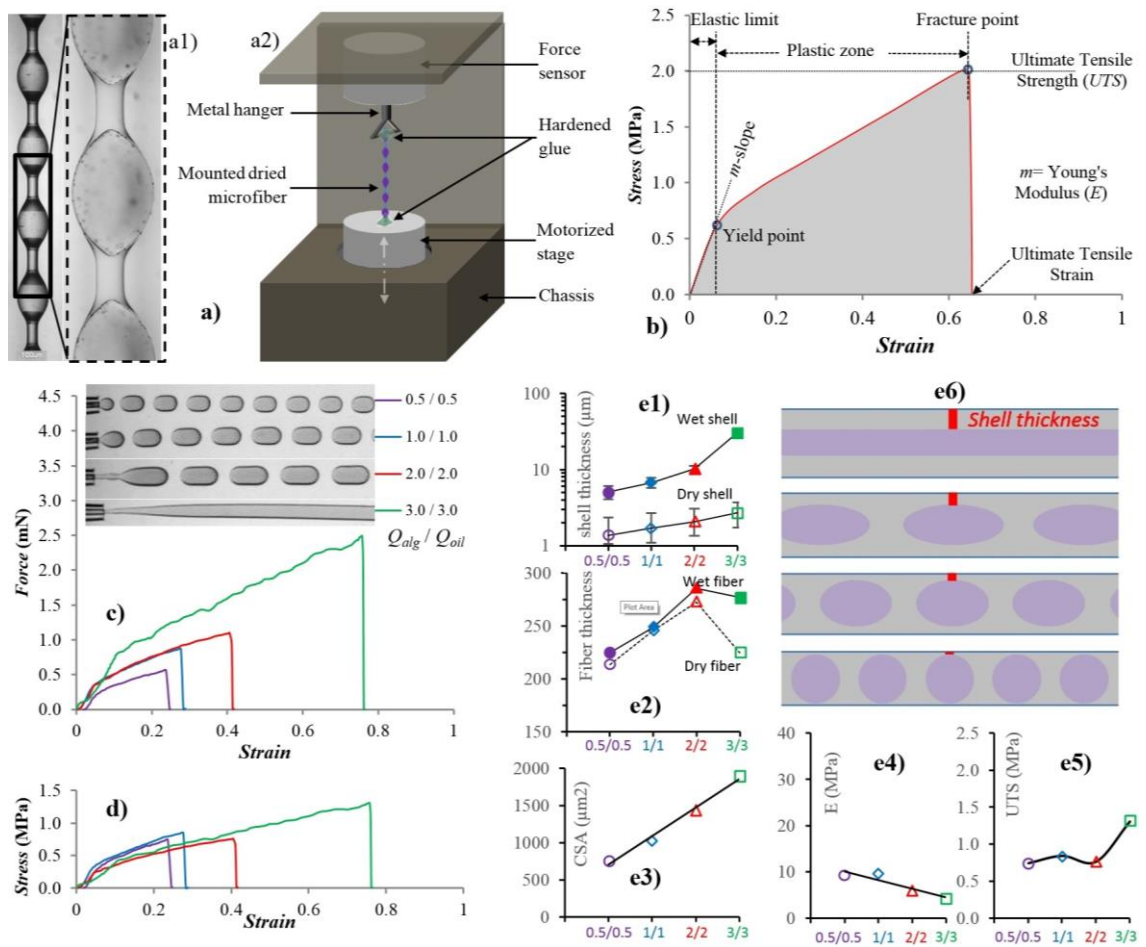 a1)
100μm
a2)
Force
sensor
Metal hanger
Hardened
glue
Mounted dried
microfiber
Motorized
stage
Chassis
a)
Elastic limit
Fracture point
Plastic zone
Ultimate Tensile
Strength (UTS)
m-slope
m= Young's
Modulus (E)
Yield point
Ultimate Tensile
Strain
Stress (MPa)
2.5
2.0
1.5
1.0
0.5
0.0
0 0.2 0.4 0.6 0.8 1
b)
Strain
4.5
4.0
3.5
3.0
2.5
2.0
1.5
1.0
0.5
0.0
Force (mN)
0.5 / 0.5
1.0 / 1.0
2.0 / 2.0
3.0 / 3.0
Qalg / Qoil
c)
0 0.2 0.4 0.6 0.8 1
Strain
d)
Stress (MPa)
1.5
1.0
0.5
0.0
0 0.2 0.4 0.6 0.8 1
Strain
e1)
shell thickness (μm)
100
10
1
Wet shell
Dry shell
0.5/0.5 1/1 2/2 3/3
Fiber thickness
300
250
200
150
Wet fiber
Plot Area
Dry fiber
e2)
0.5/0.5 1/1 2/2 3/3
CSA (μm2)
2000
1500
1000
500
0
e3)
0.5/0.5 1/1 2/2 3/3
e6)
Shell thickness
E (MPa)
40
30
20
10
0
e4)
0.5/0.5 1/1 2/2 3/3
UTS (MPa)
2.5
2.0
1.5
1.0
0.5
0.0
e5)
0.5/0.5 1/1 2/2 3/3